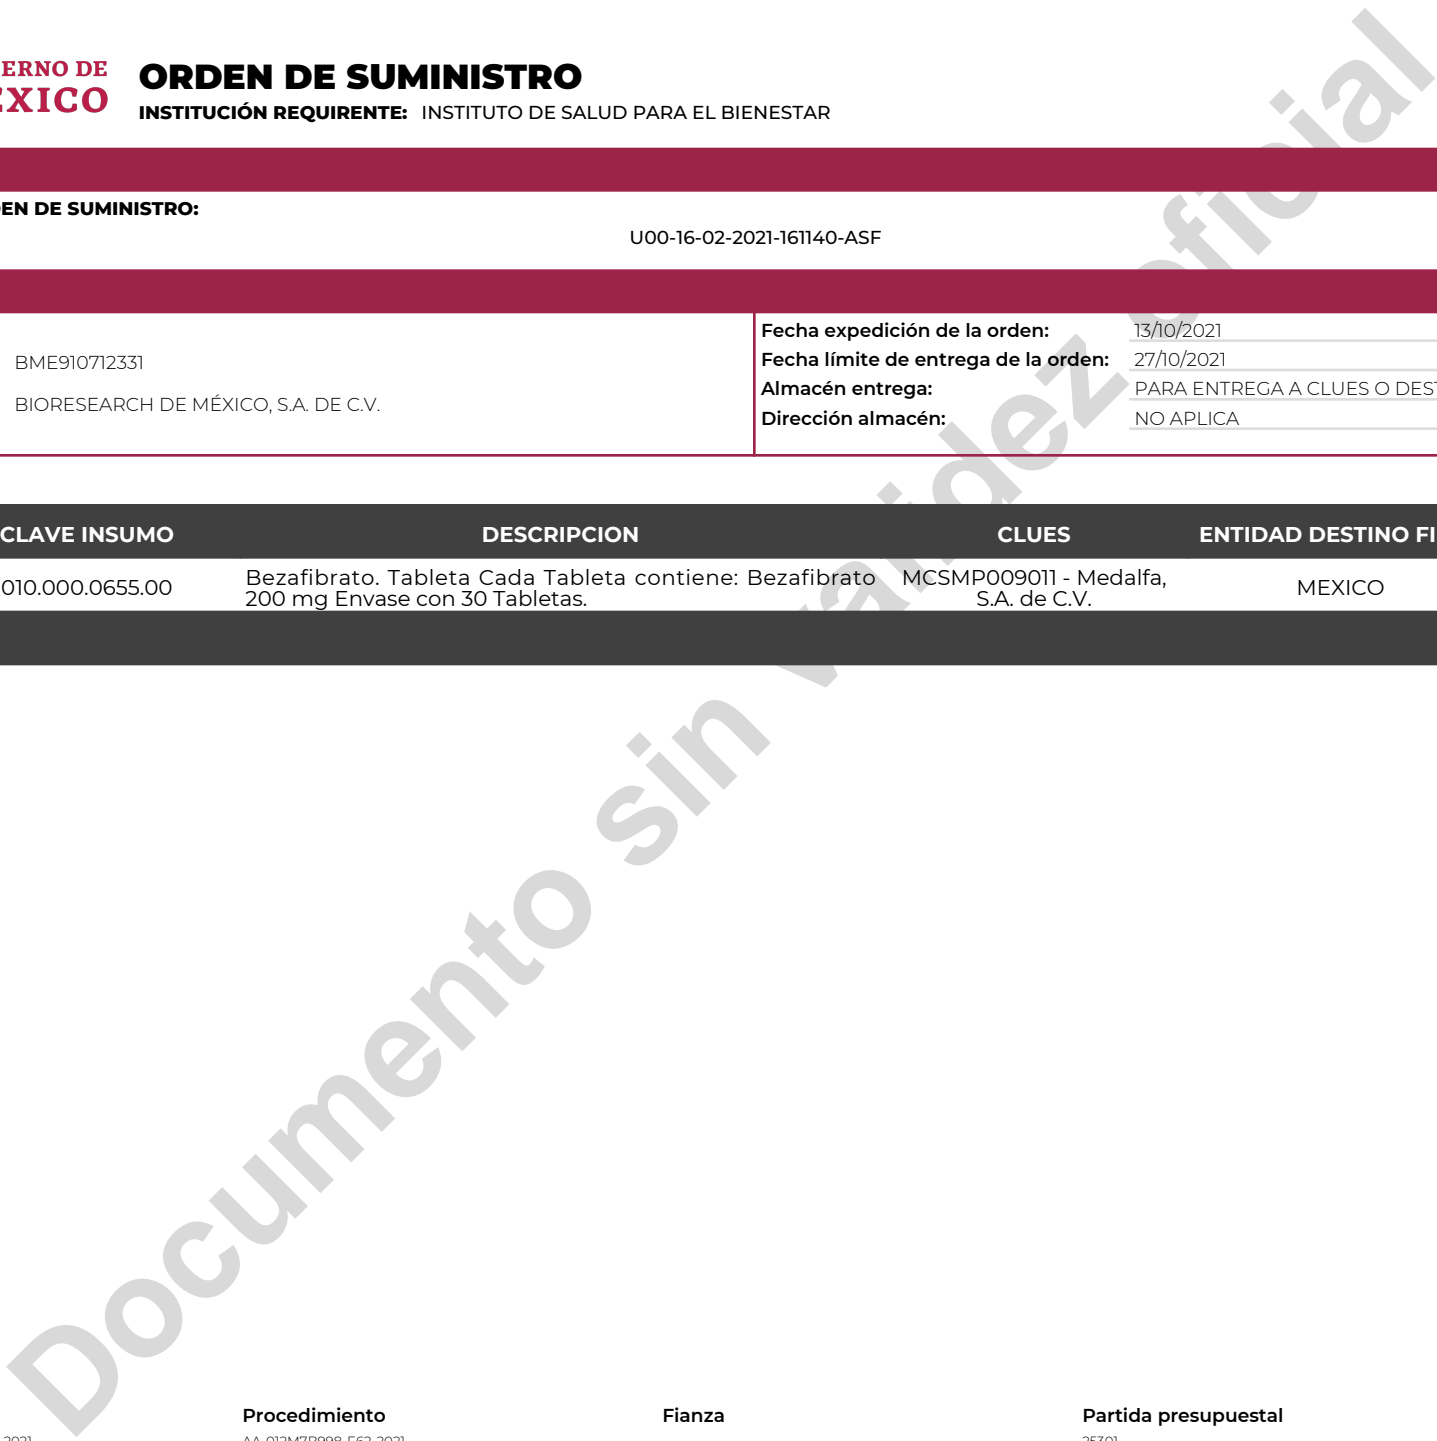 ERNO DE
EXICO
ORDEN DE SUMINISTRO
INSTITUCIÓN REQUIRENTE: INSTITUTO DE SALUD PARA EL BIENESTAR
EN DE SUMINISTRO:
U00-16-02-2021-161140-ASF
BME910712331
BIORESEARCH DE MÉXICO, S.A. DE C.V.
Fecha expedición de la orden: 13/10/2021
Fecha límite de entrega de la orden: 27/10/2021
Almacén entrega: PARA ENTREGA A CLUES O DEST
Dirección almacén: NO APLICA
CLAVE INSUMO DESCRIPCION CLUES ENTIDAD DESTINO FI
010.000.0655.00
Bezafibrato. Tableta Cada Tableta contiene: Bezafibrato
200 mg Envase con 30 Tabletas.
MCSMP009011 - Medalfa,
S.A. de C.V.
MEXICO
Documento sin validez oficial
Procedimiento Fianza Partida presupuestal